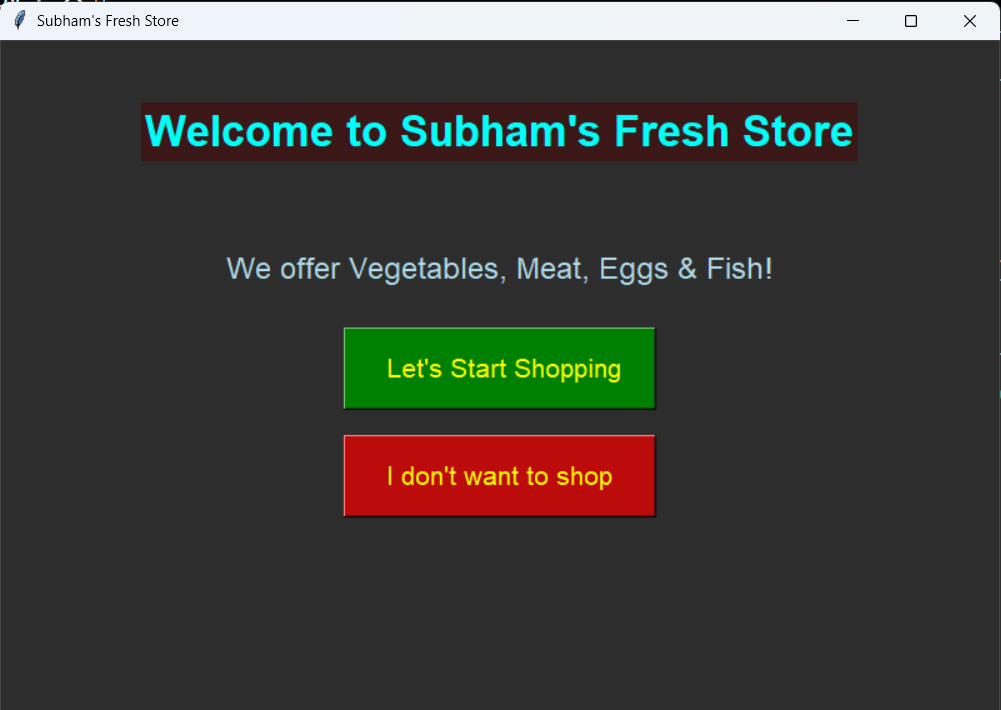 Subham's Fresh Store
Welcome to Subham's Fresh Store
We offer Vegetables, Meat, Eggs & Fish!
Let's Start Shopping
I don't want to shop